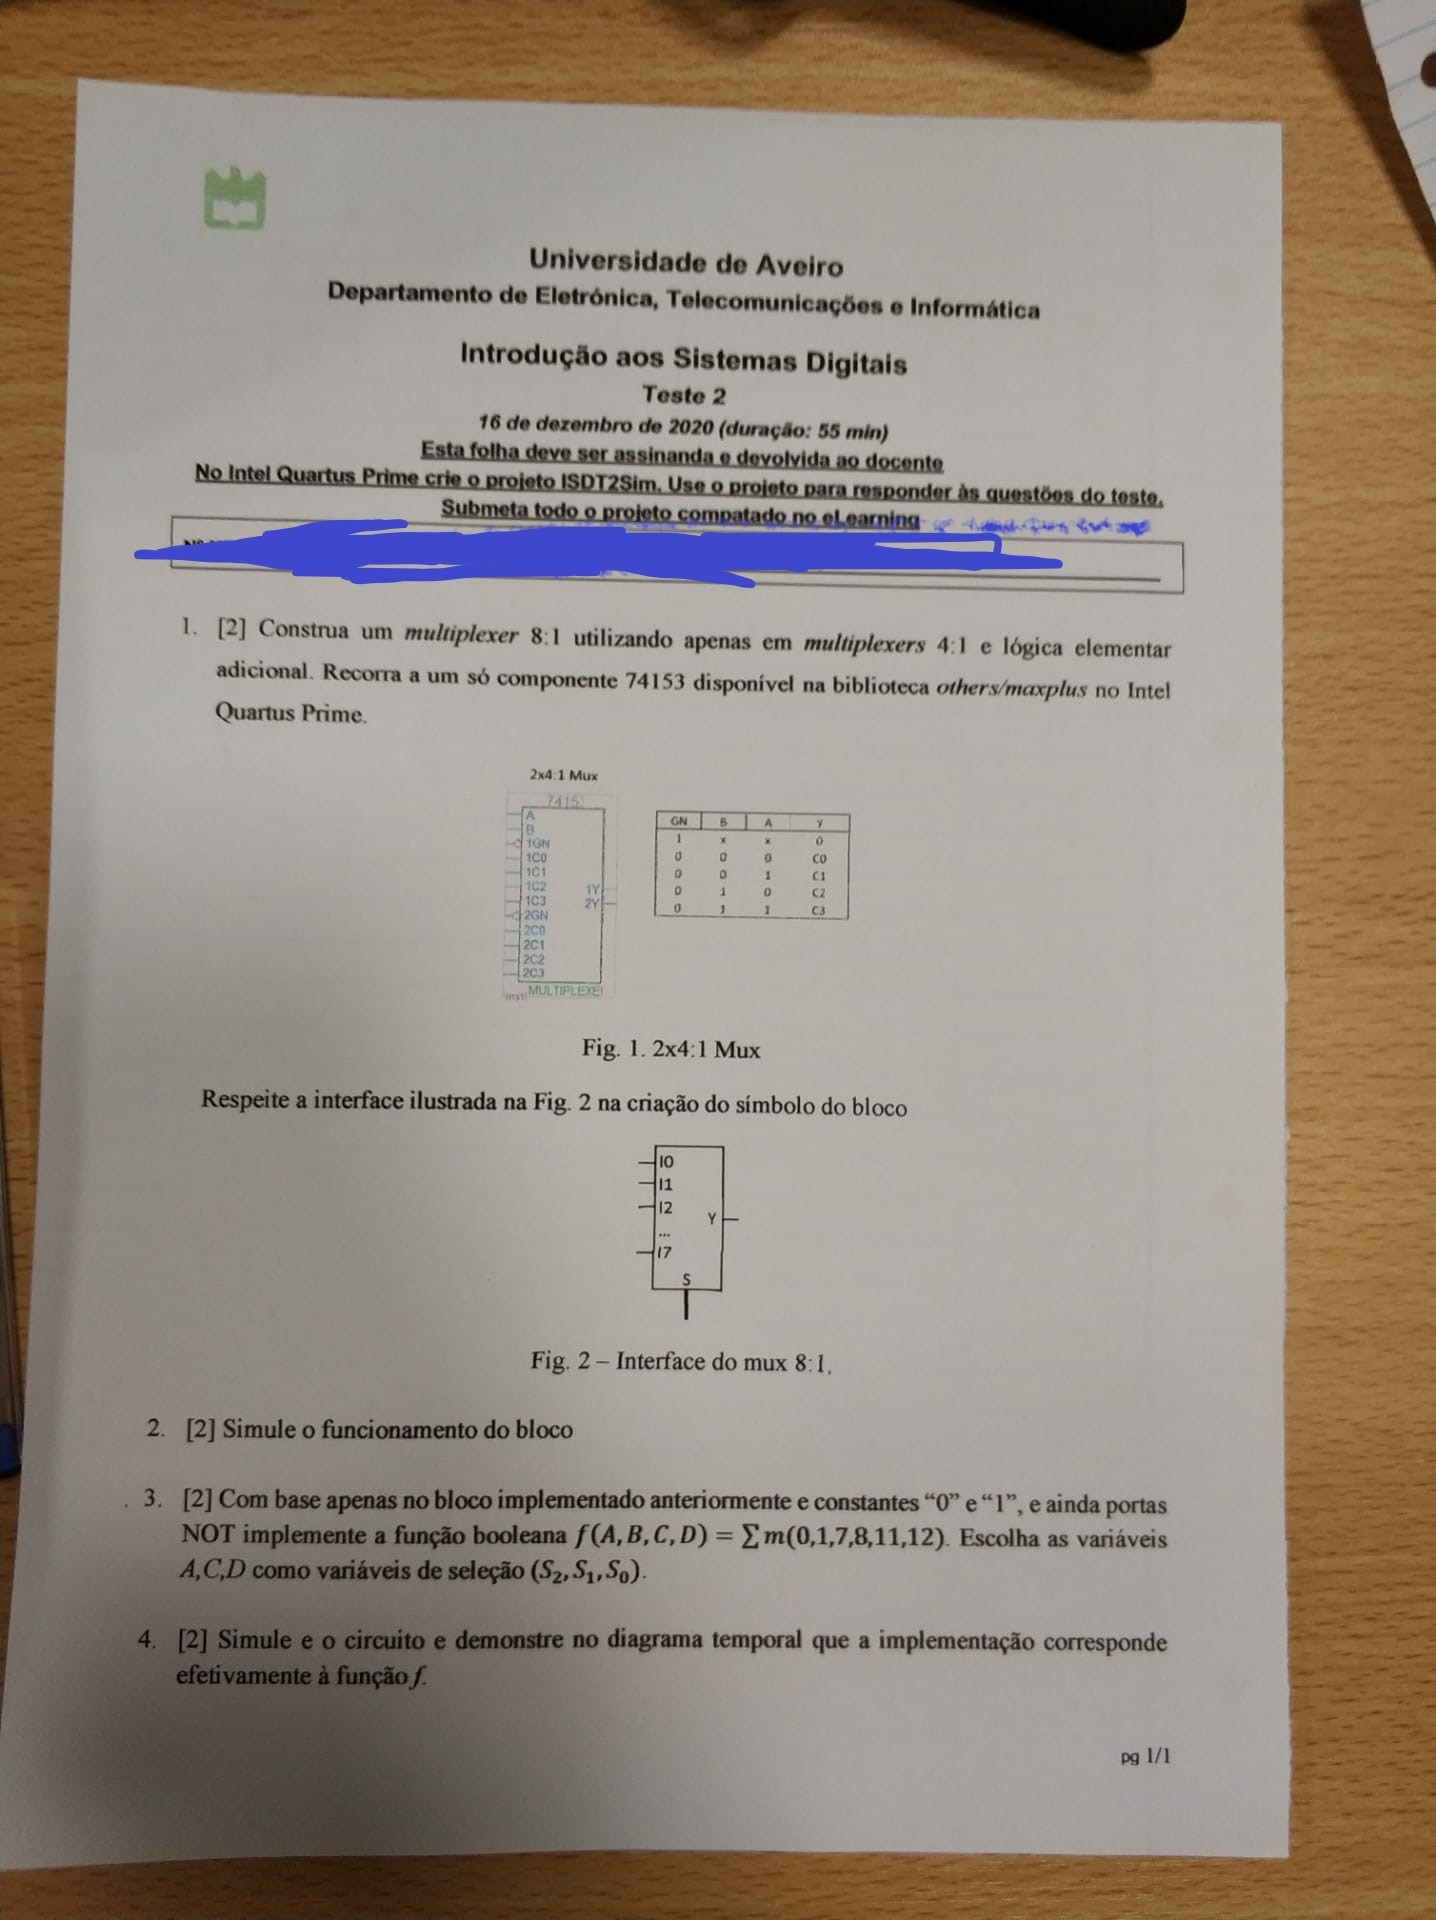 Universidade de Aveiro
Departamento de Eletrónica, Telecomunicações e Informática
Introdução aos Sistemas Digitais
Teste 2
16 de dezembro de 2020 (duração: 55 min)
Esta folha deve ser assinanda e devolvida ao docente
No Intel Quartus Prime crie o projeto ISDT2Sim. Use o projeto para responder às questões do teste.
Submeta todo o projeto compatado no eLearning
1. [2] Construa um multiplexer 8:1 utilizando apenas em multiplexers 4:1 e lógica elementar
adicional. Recorra a um só componente 74153 disponível na biblioteca others/maxplus no Intel
Quartus Prime.
2x4:1 Mux
7415
A
B
1GN
1C0
1C1
1C2
1C3
2GN
2C0
2C1
2C2
2C3
1Y
2Y
inst
MULTIPLEXE
GN B A Y
1 x x 0
0 0 0 C0
0 0 1 C1
0 1 0 C2
0 1 1 C3
Fig. 1. 2x4:1 Mux
Respeite a interface ilustrada na Fig. 2 na criação do símbolo do bloco
I0
I1
I2
...
I7
Y
S
Fig. 2 – Interface do mux 8:1.
2. [2] Simule o funcionamento do bloco
3. [2] Com base apenas no bloco implementado anteriormente e constantes “0” e “1”, e ainda portas
NOT implemente a função booleana f(A, B, C, D) = ∑ m(0,1,7,8,11,12). Escolha as variáveis
A,C,D como variáveis de seleção (S₂, S₁, S₀).
4. [2] Simule e o circuito e demonstre no diagrama temporal que a implementação corresponde
efetivamente à função f.
pg 1/1